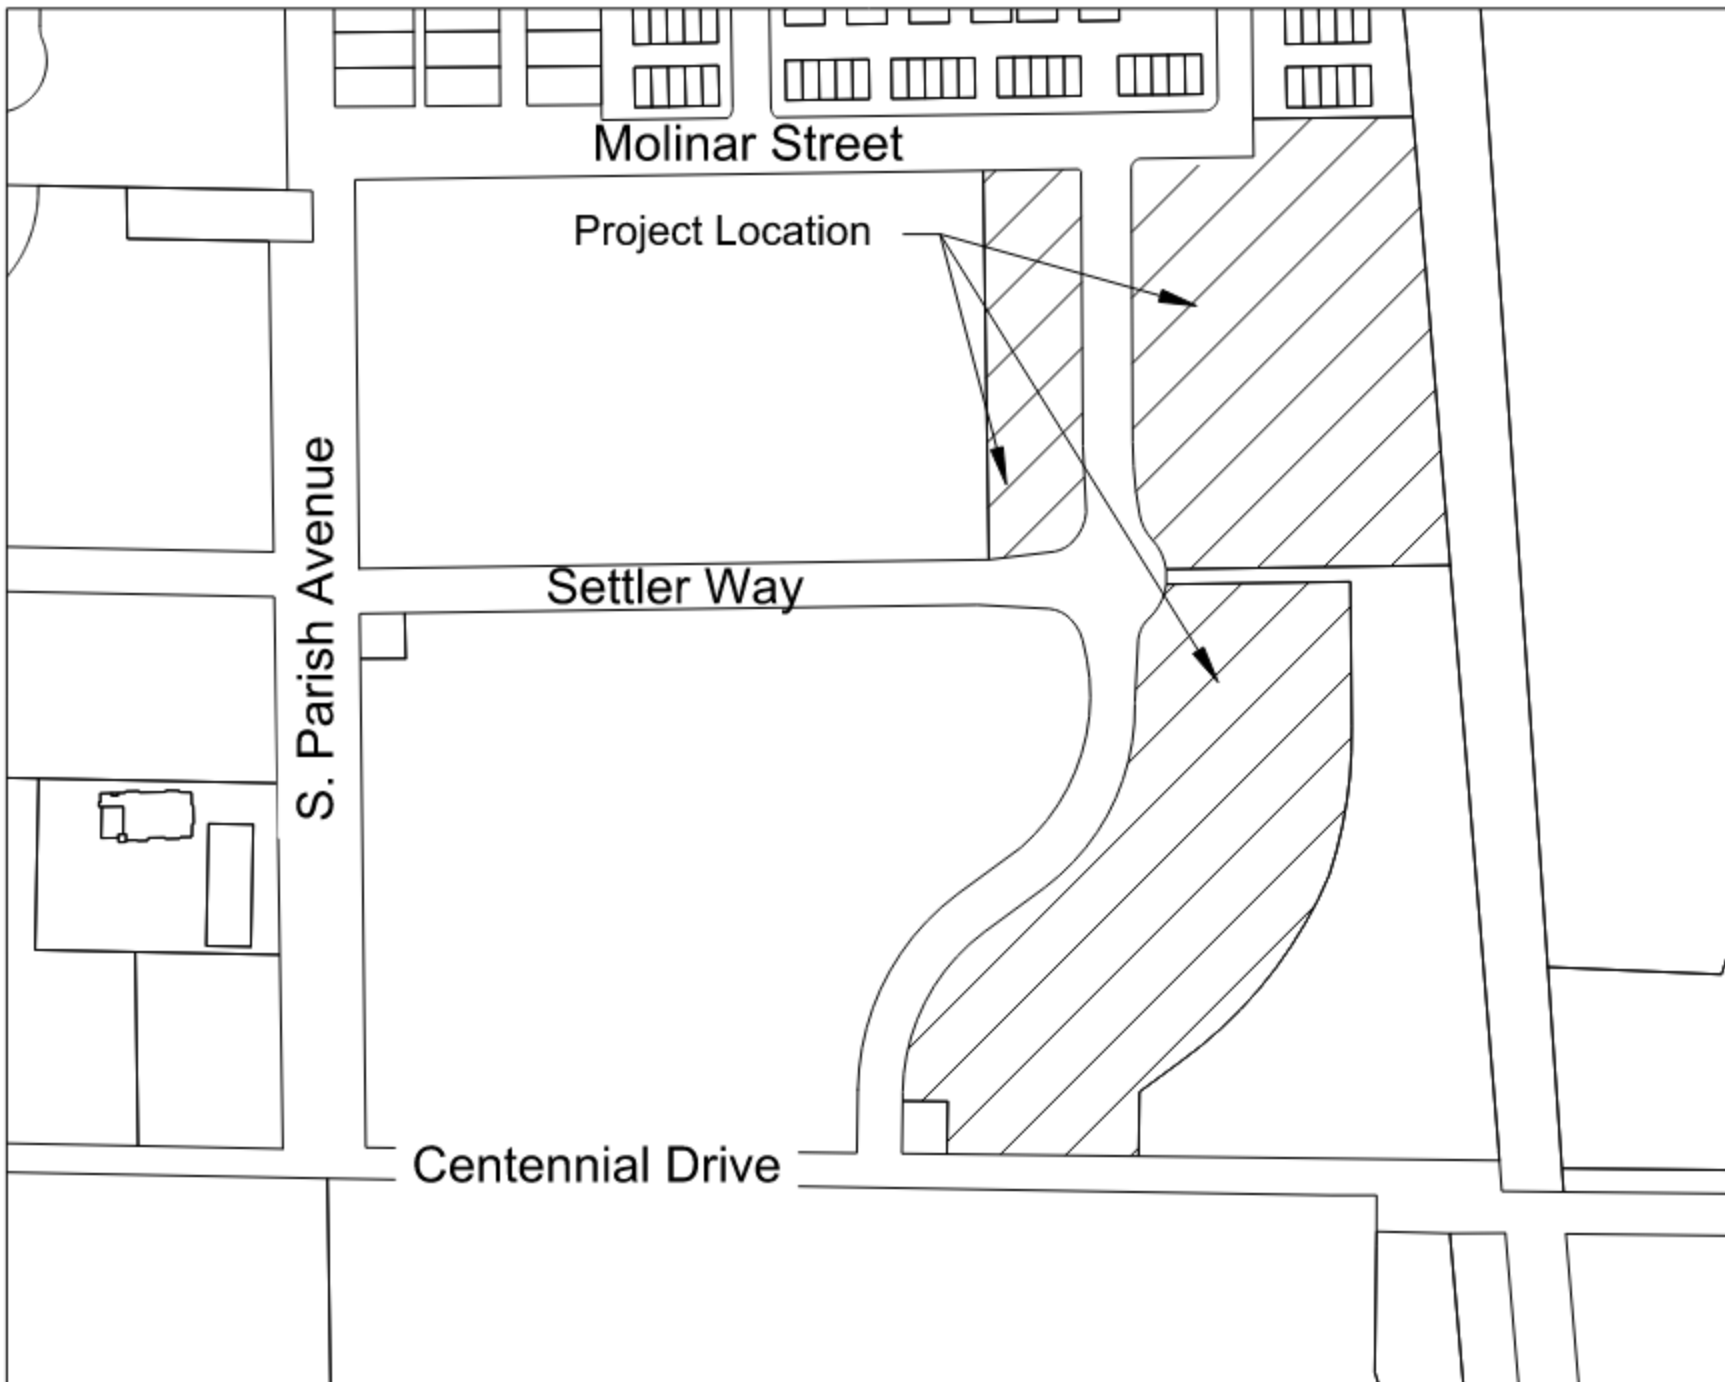 Molinar Street
Project Location
S. Parish Avenue
Settler Way
Centennial Drive